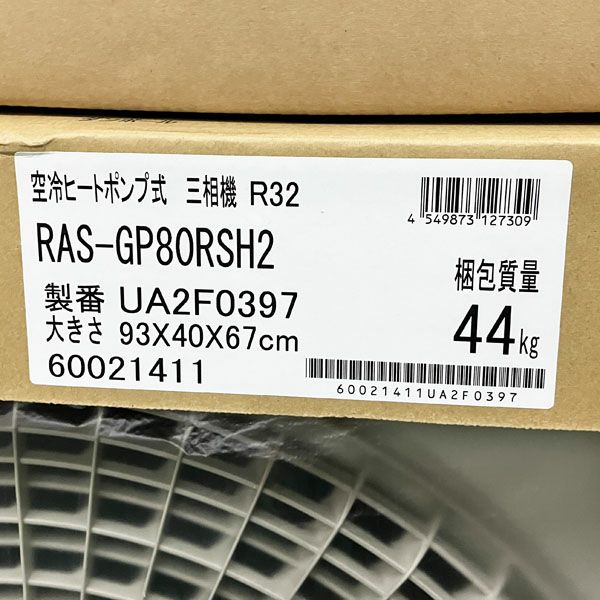 空冷ヒートポンプ式 三相機 R32
4 549873 127309
RAS-GP80RSH2
梱包質量
製番 UA2F0397
44kg
大きさ 93X40X67cm
60021411
60021411UA2F0397